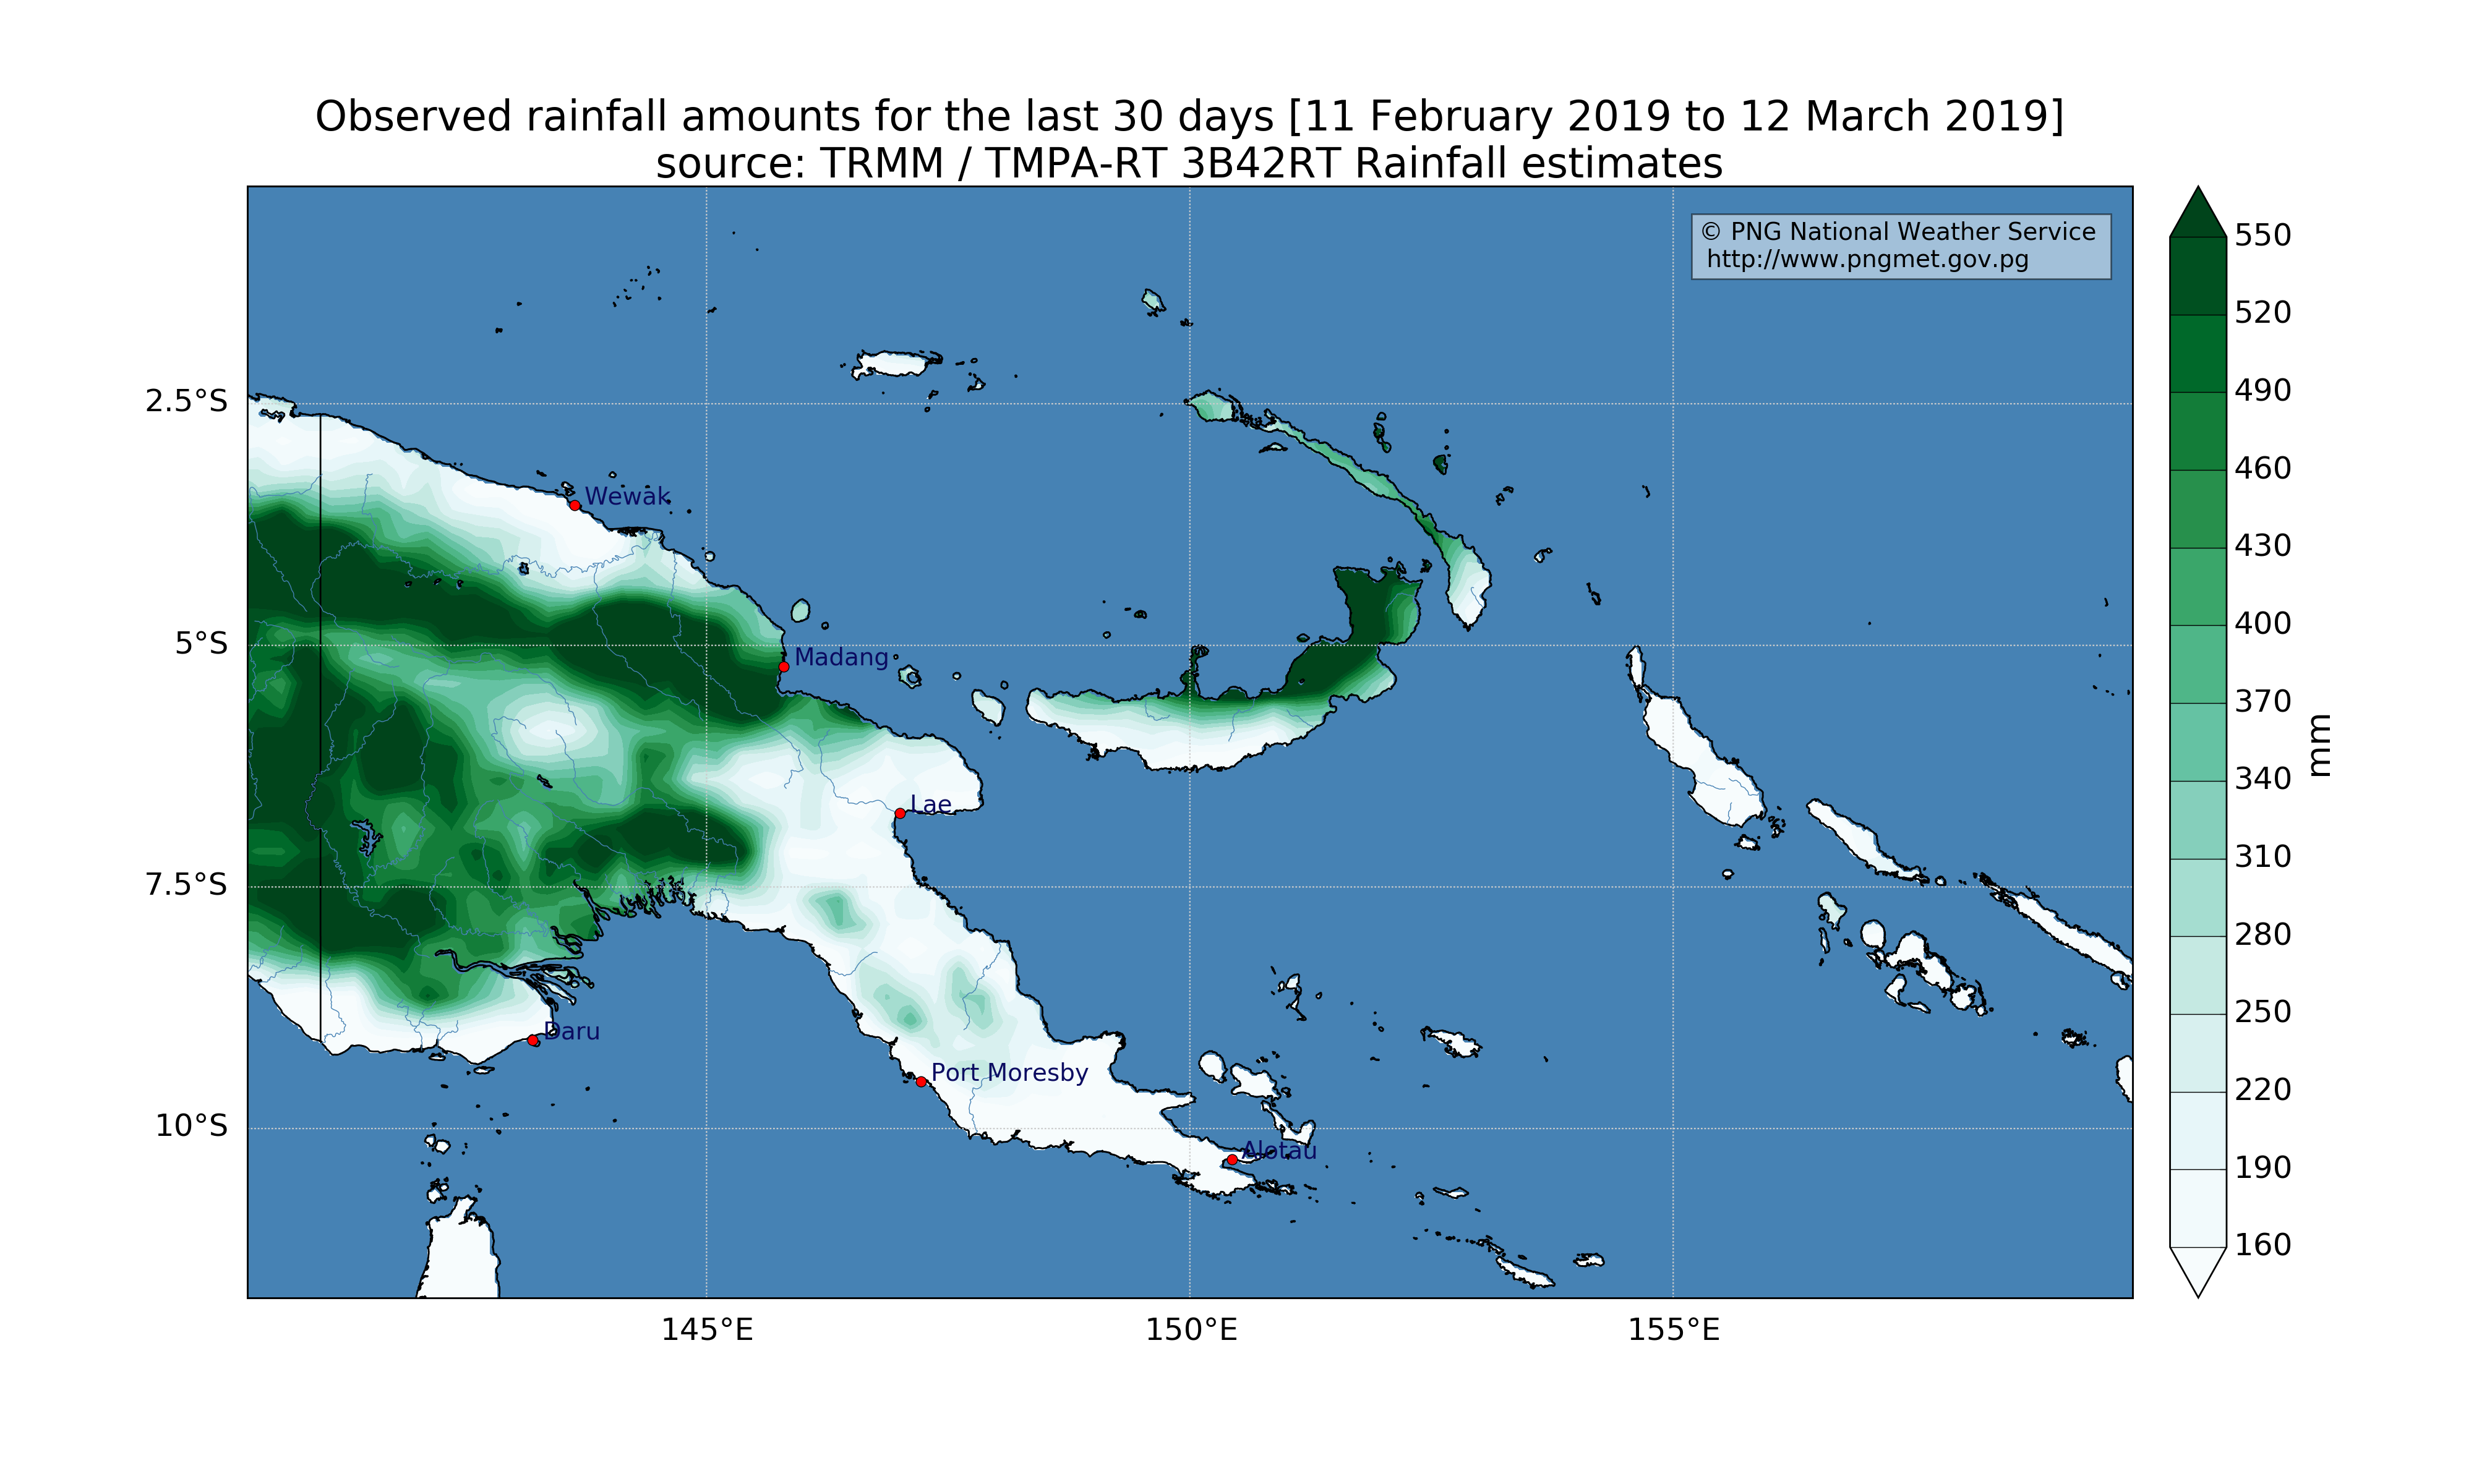 Observed rainfall amounts for the last 30 days [11 February 2019 to 12 March 2019]
source: TRMM / TMPA-RT 3B42RT Rainfall estimates
© PNG National Weather Service
http://www.pngmet.gov.pg
550
520
490
460
430
400
370
340
310
280
250
220
190
160
mm
2.5°S
5°S
7.5°S
10°S
Wewak
Madang
Lae
Daru
Port Moresby
Alotau
145°E
150°E
155°E